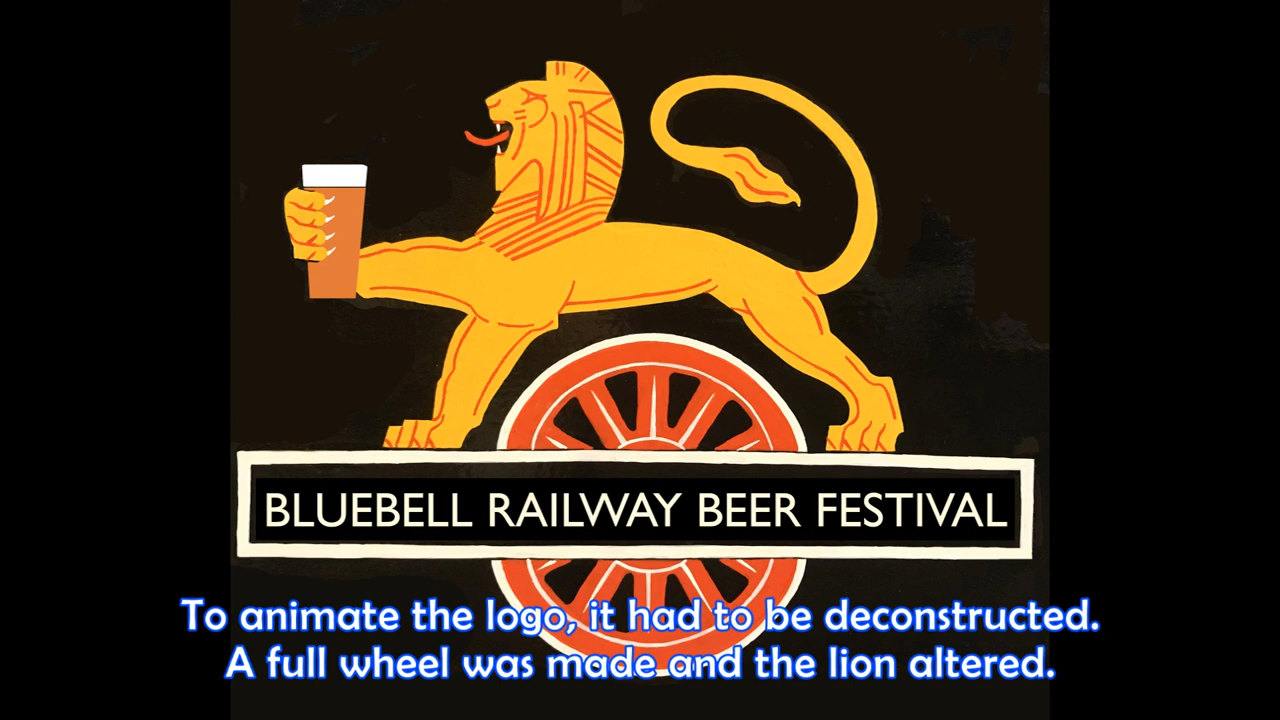 BLUEBELL RAILWAY BEER FESTIVAL
To animate the logo, it had to be deconstructed.
A full wheel was made and the lion altered.